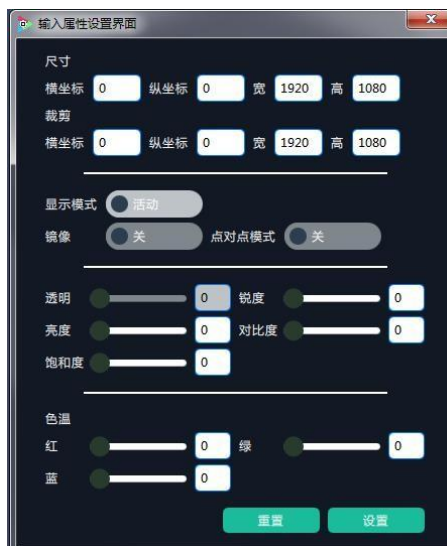 输入属性设置界面
尺寸
横坐标 0 纵坐标 0 宽 1920 高 1080
裁剪
横坐标 0 纵坐标 0 宽 1920 高 1080
显示模式 活动
镜像 关 点对点模式 关
透明 0 锐度 0
亮度 0 对比度 0
饱和度 0
色温
红 0 绿 0
蓝 0
重置 设置